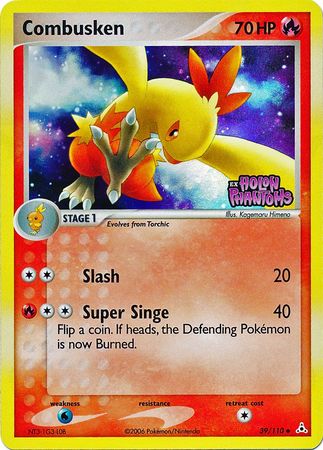 Combusken 70 HP
EX
HOLON
PHANTOMS
Illus. Kagemaru Himeno
STAGE 1
Evolves from Torchic
Slash 20
Super Singe 40
Flip a coin. If heads, the Defending Pokémon
is now Burned.
weakness resistance retreat cost
©2006 Pokémon/Nintendo 39/110